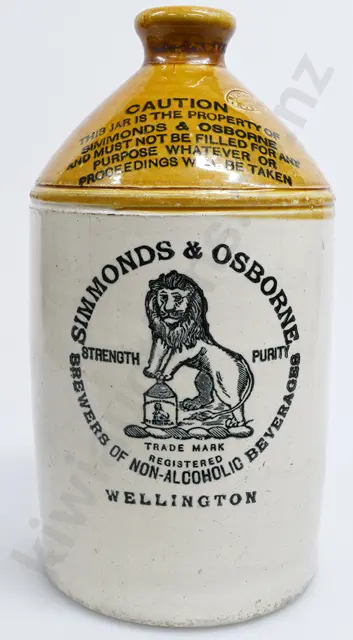 CAUTION
THIS JAR IS THE PROPERTY OF
SIMMONDS & OSBORNE
AND MUST NOT BE FILLED FOR ANY
PURPOSE WHATEVER OR
PROCEEDINGS WILL BE TAKEN
SIMMONDS & OSBORNE
STRENGTH PURITY
TRADE MARK
REGISTERED
BREWERS OF NON-ALCOHOLIC BEVERAGES
WELLINGTON